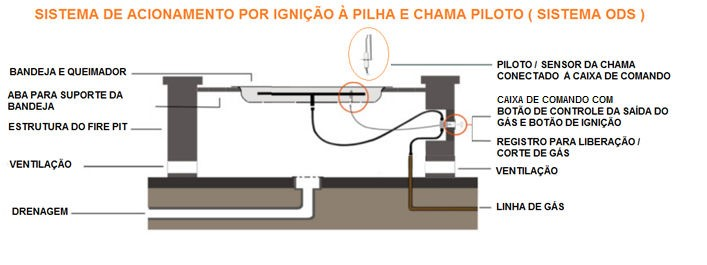 SISTEMA DE ACIONAMENTO POR IGNIÇÃO À PILHA E CHAMA PILOTO ( SISTEMA ODS )
BANDEJA E QUEIMADOR
ABA PARA SUPORTE DA
BANDEJA
ESTRUTURA DO FIRE PIT
VENTILAÇÃO
DRENAGEM
PILOTO / SENSOR DA CHAMA
CONECTADO À CAIXA DE COMANDO
CAIXA DE COMANDO COM
BOTÃO DE CONTROLE DA SAÍDA DO
GÁS E BOTÃO DE IGNIÇÃO
REGISTRO PARA LIBERAÇÃO /
CORTE DE GÁS
VENTILAÇÃO
LINHA DE GÁS